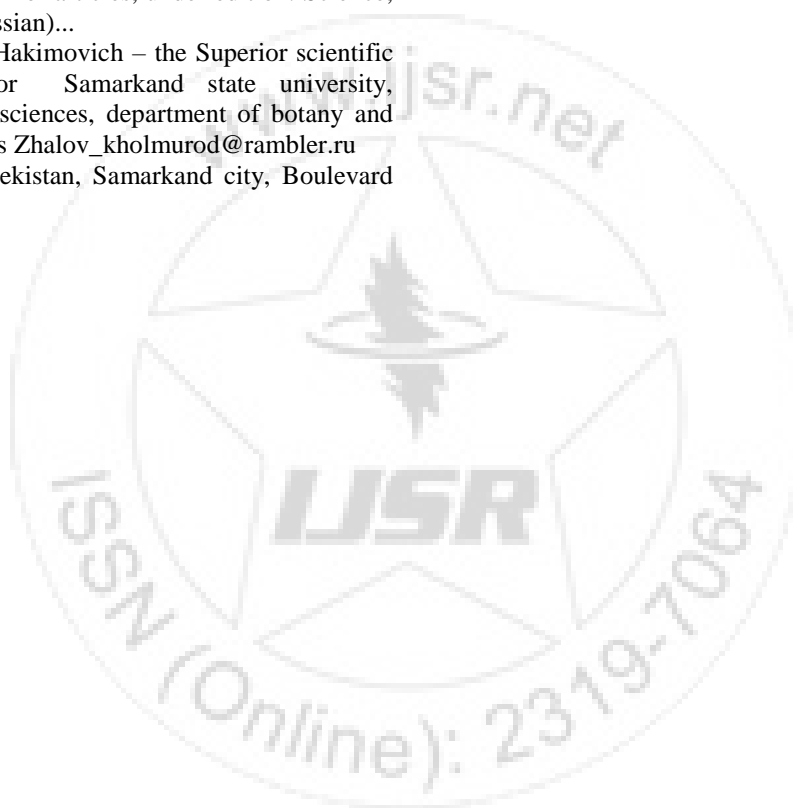 ssian)...
Hakimovich – the Superior scientific
or Samarkand state university,
sciences, department of botany and
s Zhalov_kholmurod@rambler.ru
ekistan, Samarkand city, Boulevard
www.ijsr.net
IJSR
ISSN (Online): 2319-7064